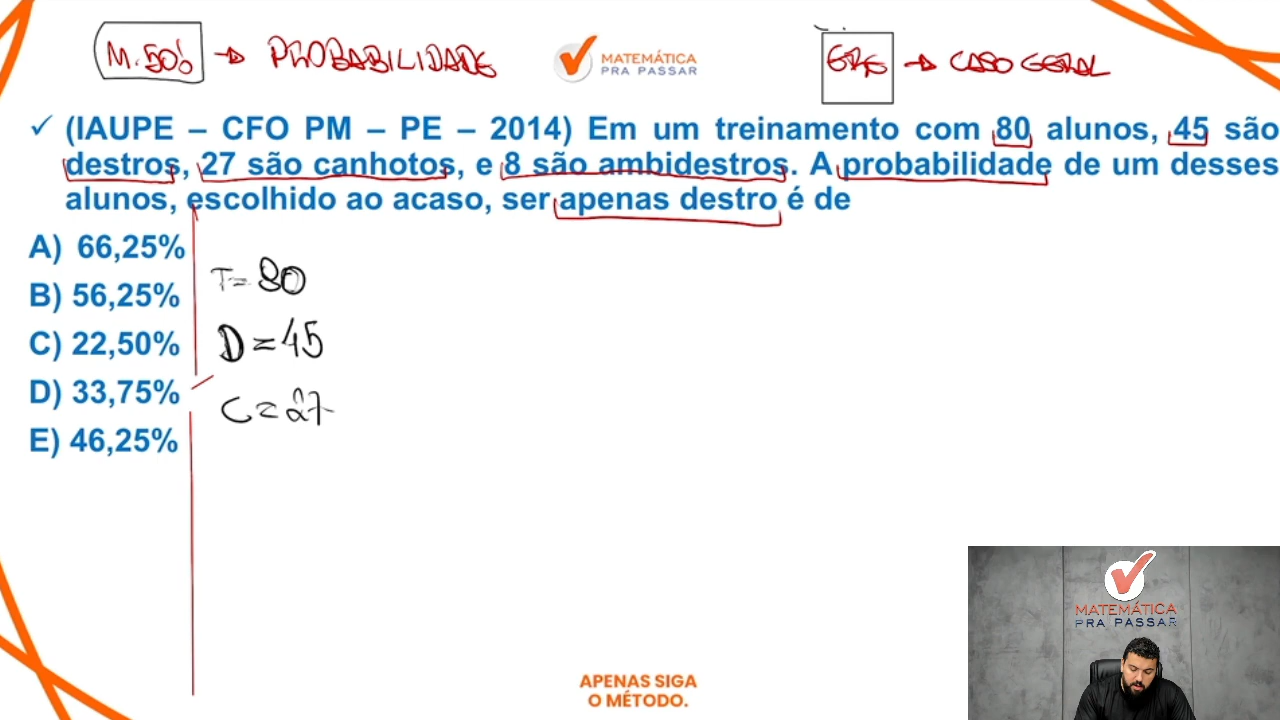 M.500 → PROBABILIDADE
MATEMÁTICA
PRA PASSAR
→ CASO GERAL
✓ (IAUPE – CFO PM – PE – 2014) Em um treinamento com 80 alunos, 45 são
destros, 27 são canhotos, e 8 são ambidestros. A probabilidade de um desses
alunos, escolhido ao acaso, ser apenas destro é de
A) 66,25%
B) 56,25%
C) 22,50%
D) 33,75%
E) 46,25%
T = 80
D = 45
C = 27
MATEMÁTICA
PRA PASSAR
APENAS SIGA
O MÉTODO.